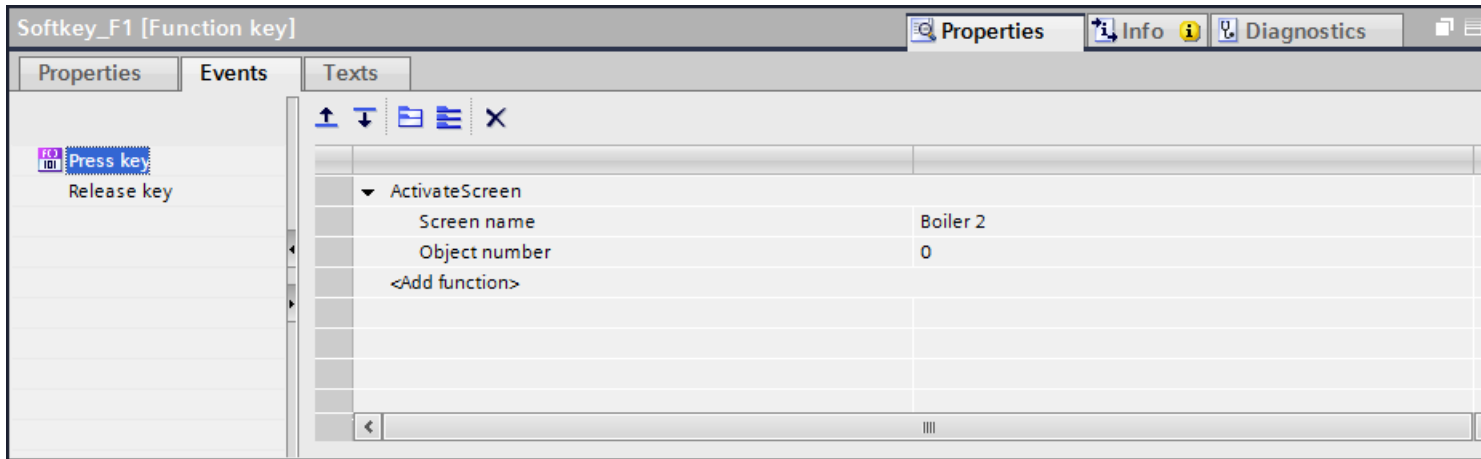 Softkey_F1 [Function key]
Properties
Info
Diagnostics
Properties
Events
Texts
Press key
Release key
ActivateScreen
Screen name
Boiler 2
Object number
0
<Add function>